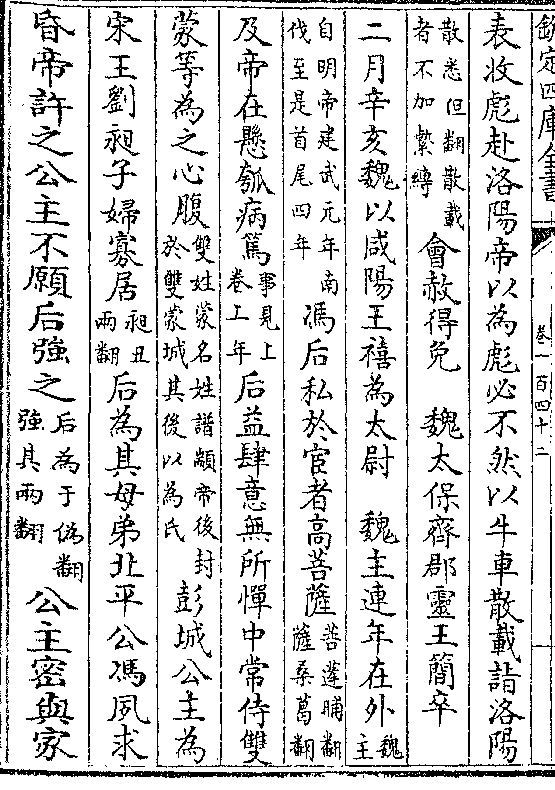 欽定四庫全書
卷一百四十二
表收彪赴洛陽帝以為彪必不然以牛車散載詣洛陽
散悉但翻散載者不加繫縛會赦得免　魏太保齊郡靈王簡卒
二月辛亥魏以咸陽王禧為太尉　魏主連年在外魏主
自明帝建武元年南伐至是首尾四年馮后私於宦者高菩薩菩蓬晡翻薩桑葛翻
及帝在懸瓠病篤事見上卷上年后益肆意無所憚中常侍雙
蒙等為之心腹雙姓蒙名姓譜顓帝後封於雙蒙城其後以為氏彭城公主為
宋王劉昶子婦寡居昶丑兩翻后為其母弟北平公馮夙求
昏帝許之公主不願后強之后為于偽翻強其兩翻公主密與家